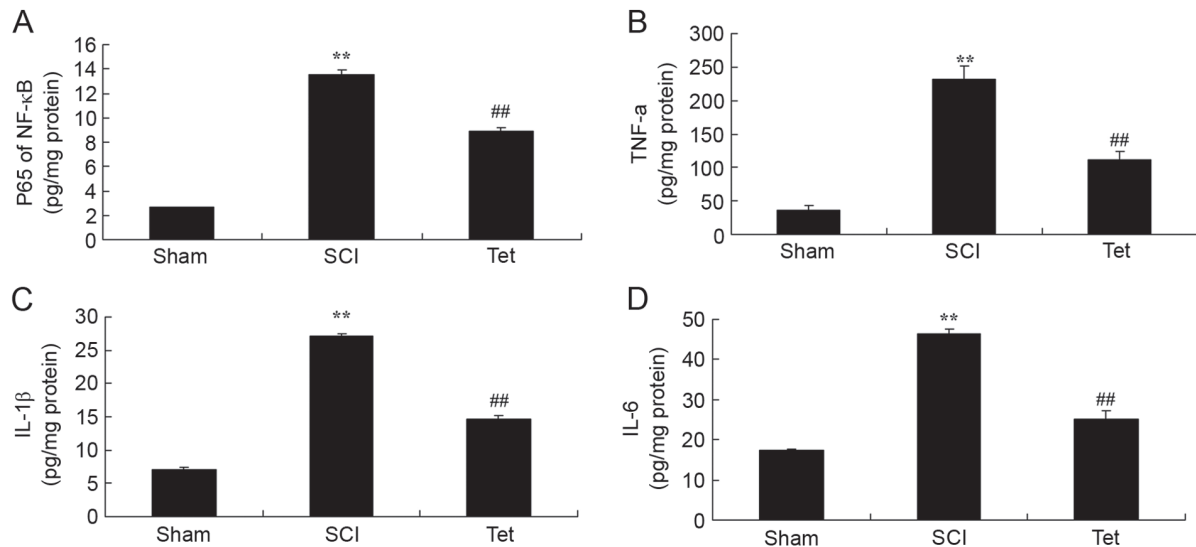 A
P65 of NF-κB
(pg/mg protein)
16
14
12
10
8
6
4
2
0
**
##
Sham SCI Tet
B
TNF-a
(pg/mg protein)
300
250
200
150
100
50
0
**
##
Sham SCI Tet
C
IL-1β
(pg/mg protein)
30
25
20
15
10
5
0
**
##
Sham SCI Tet
D
IL-6
(pg/mg protein)
50
40
30
20
10
0
**
##
Sham SCI Tet